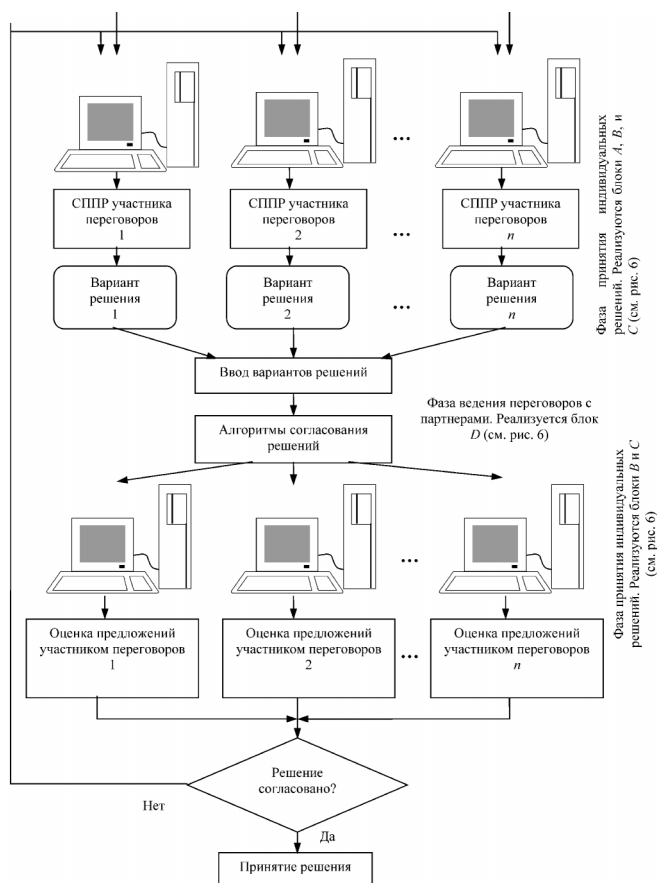 ...
СППР участника
переговоров
1
СППР участника
переговоров
2
...
СППР участника
переговоров
n
Вариант
решения
1
Вариант
решения
2
...
Вариант
решения
n
Фаза принятия индивидуальных
решений. Реализуются блоки A, B, и
C (см. рис. 6)
Ввод вариантов решений
Алгоритмы согласования
решений
Фаза ведения переговоров с
партнерами. Реализуется блок
D (см. рис. 6)
...
Оценка предложений
участником переговоров
1
Оценка предложений
участником переговоров
2
...
Оценка предложений
участником переговоров
n
Фаза принятия индивидуальных
решений. Реализуются блоки B и C
(см. рис. 6)
Решение
согласовано?
Нет
Да
Принятие решения